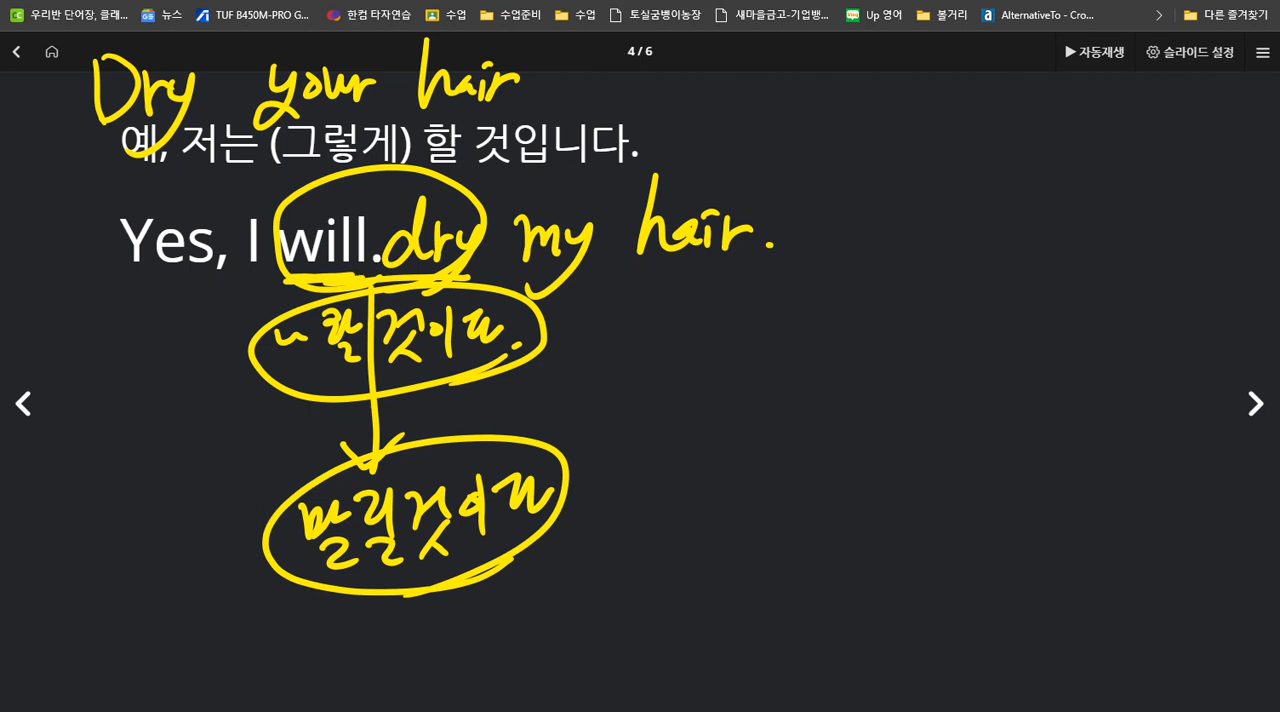 우리반 단어장, 클래... 뉴스 TUF B450M-PRO G... 한컴 타자연습 수업 수업준비 수업 토실굼벵이농장 새마을금고-기업뱅... Up 영어 볼거리 AlternativeTo - Cro... 다른 즐겨찾기
4 / 6 자동재생 슬라이드 설정
Dry your hair
예, 저는 (그렇게) 할 것입니다.
Yes, I will. dry my hair.
~할 것이다.
말릴것이다